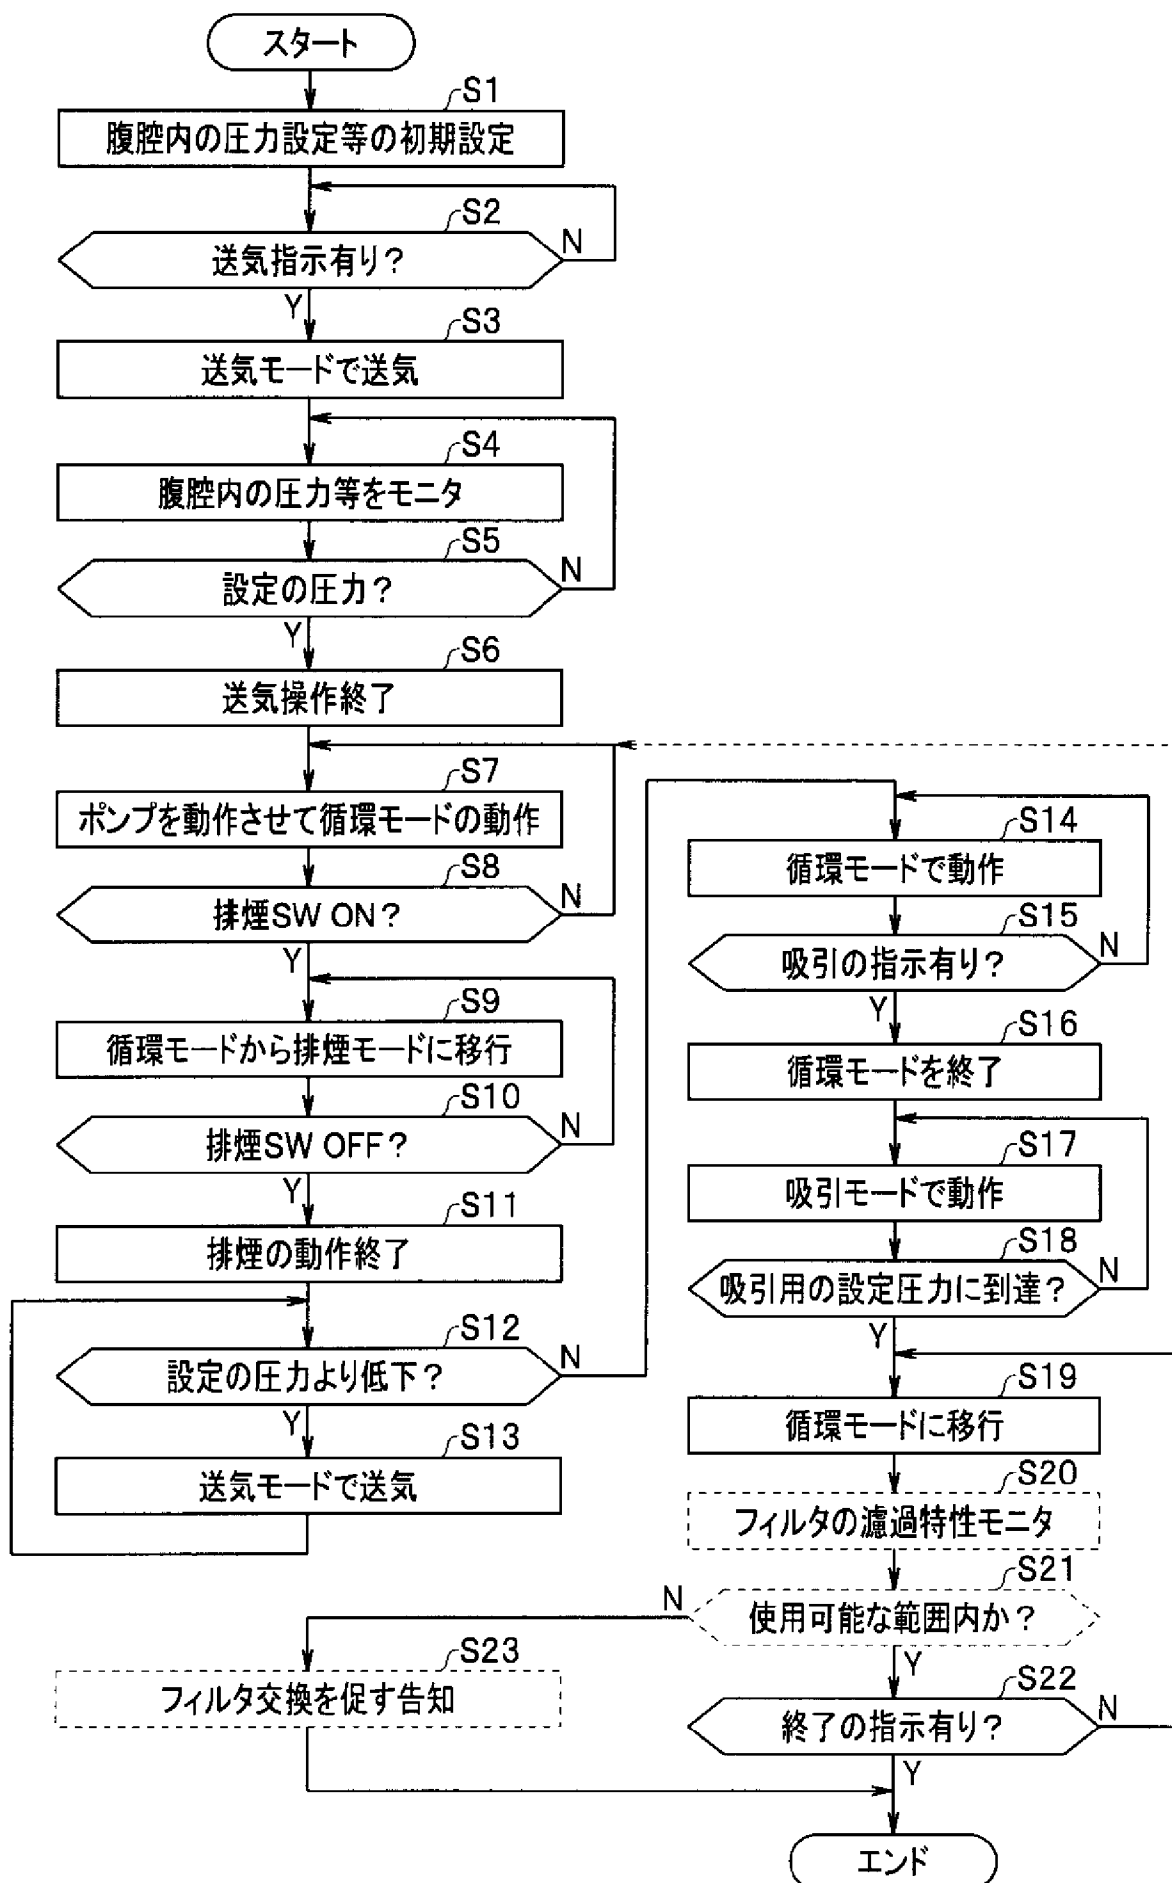 スタート
S1
腹腔内の圧力設定等の初期設定
S2
送気指示有り?
N
Y
S3
送気モードで送気
S4
腹腔内の圧力等をモニタ
S5
設定の圧力?
N
Y
S6
送気操作終了
S7
ポンプを動作させて循環モードの動作
S8
排煙SW ON?
N
Y
S9
循環モードから排煙モードに移行
S10
排煙SW OFF?
N
Y
S11
排煙の動作終了
S12
設定の圧力より低下?
N
Y
S13
送気モードで送気
S14
循環モードで動作
S15
吸引の指示有り?
N
Y
S16
循環モードを終了
S17
吸引モードで動作
S18
吸引用の設定圧力に到達?
N
Y
S19
循環モードに移行
S20
フィルタの濾過特性モニタ
S21
使用可能な範囲内か?
N
Y
S23
フィルタ交換を促す告知
S22
終了の指示有り?
N
Y
エンド